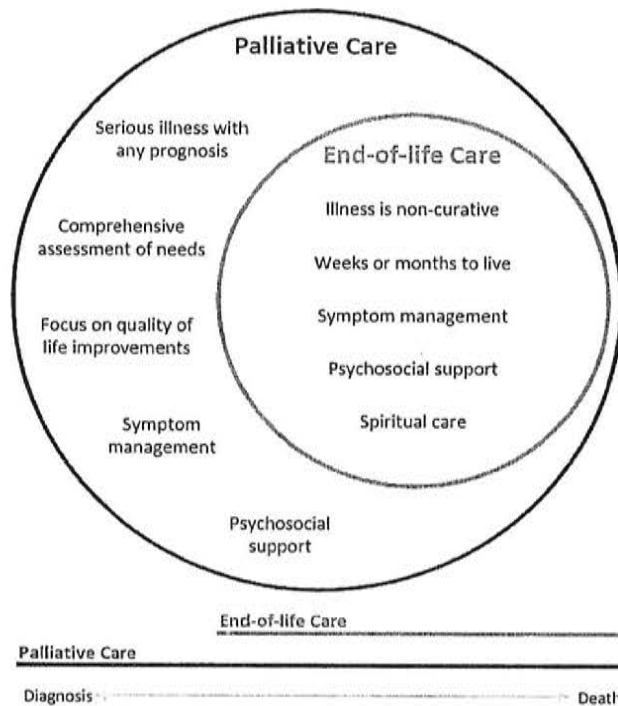 Palliative Care
Serious illness with
any prognosis
Comprehensive
assessment of needs
Focus on quality of
life improvements
Symptom
management
Psychosocial
support
End-of-life Care
Illness is non-curative
Weeks or months to live
Symptom management
Psychosocial support
Spiritual care
End-of-life Care
Palliative Care
Diagnosis
Death